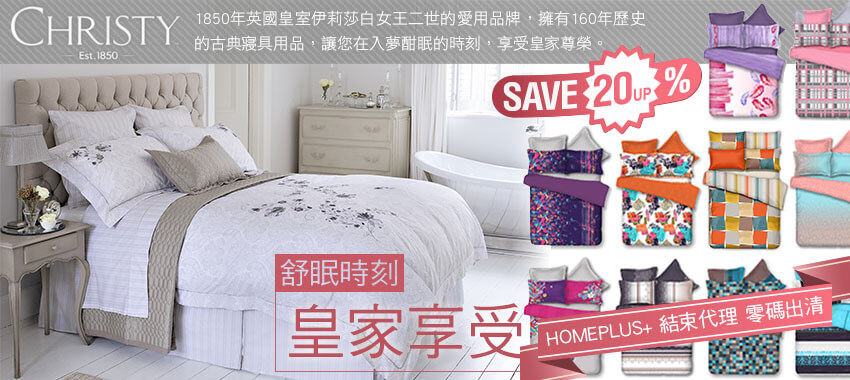 CHRISTY
Est.1850
1850年英國皇室伊莉莎白女王二世的愛用品牌，擁有160年歷史
的古典寢具用品，讓您在入夢酣眠的時刻，享受皇家尊榮。
SAVE 20UP %
舒眠時刻
皇家享受
HOMEPLUS+ 結束代理 零碼出清